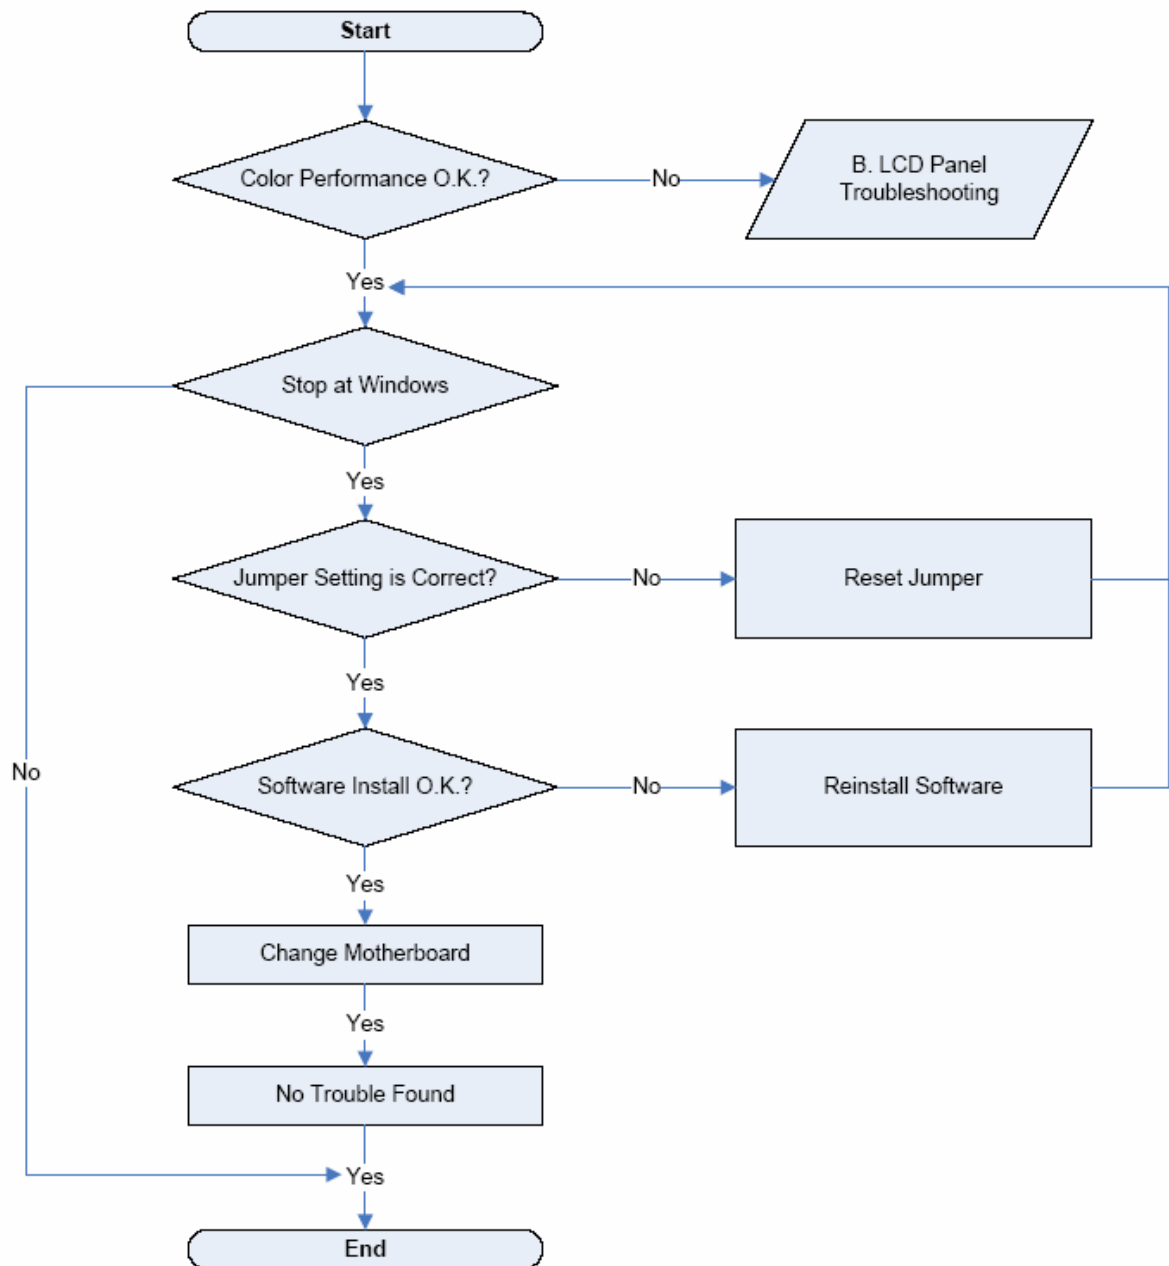 Start
Color Performance O.K.?
No
B. LCD Panel
Troubleshooting
Yes
Stop at Windows
Yes
Jumper Setting is Correct?
No
Reset Jumper
Yes
No
Software Install O.K.?
No
Reinstall Software
Yes
Change Motherboard
Yes
No Trouble Found
Yes
End